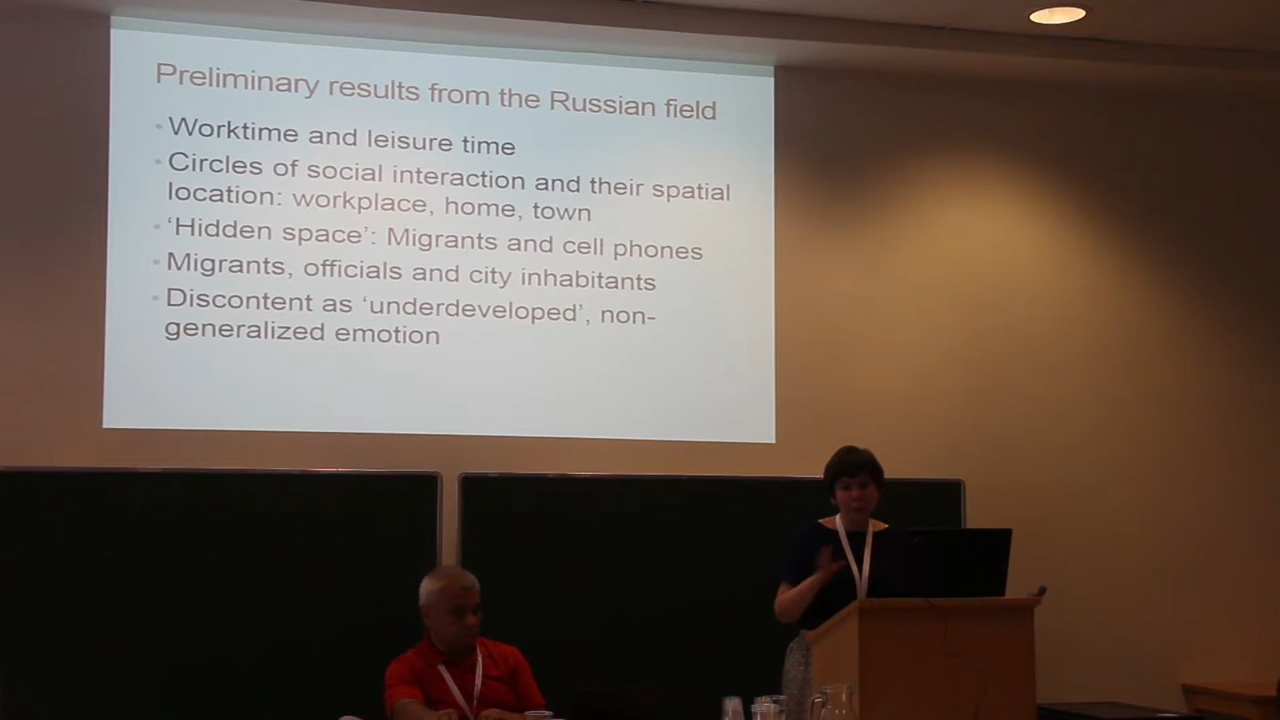 Preliminary results from the Russian field
• Worktime and leisure time
• Circles of social interaction and their spatial
location: workplace, home, town
• ‘Hidden space’: Migrants and cell phones
• Migrants, officials and city inhabitants
• Discontent as ‘underdeveloped’, non-
generalized emotion